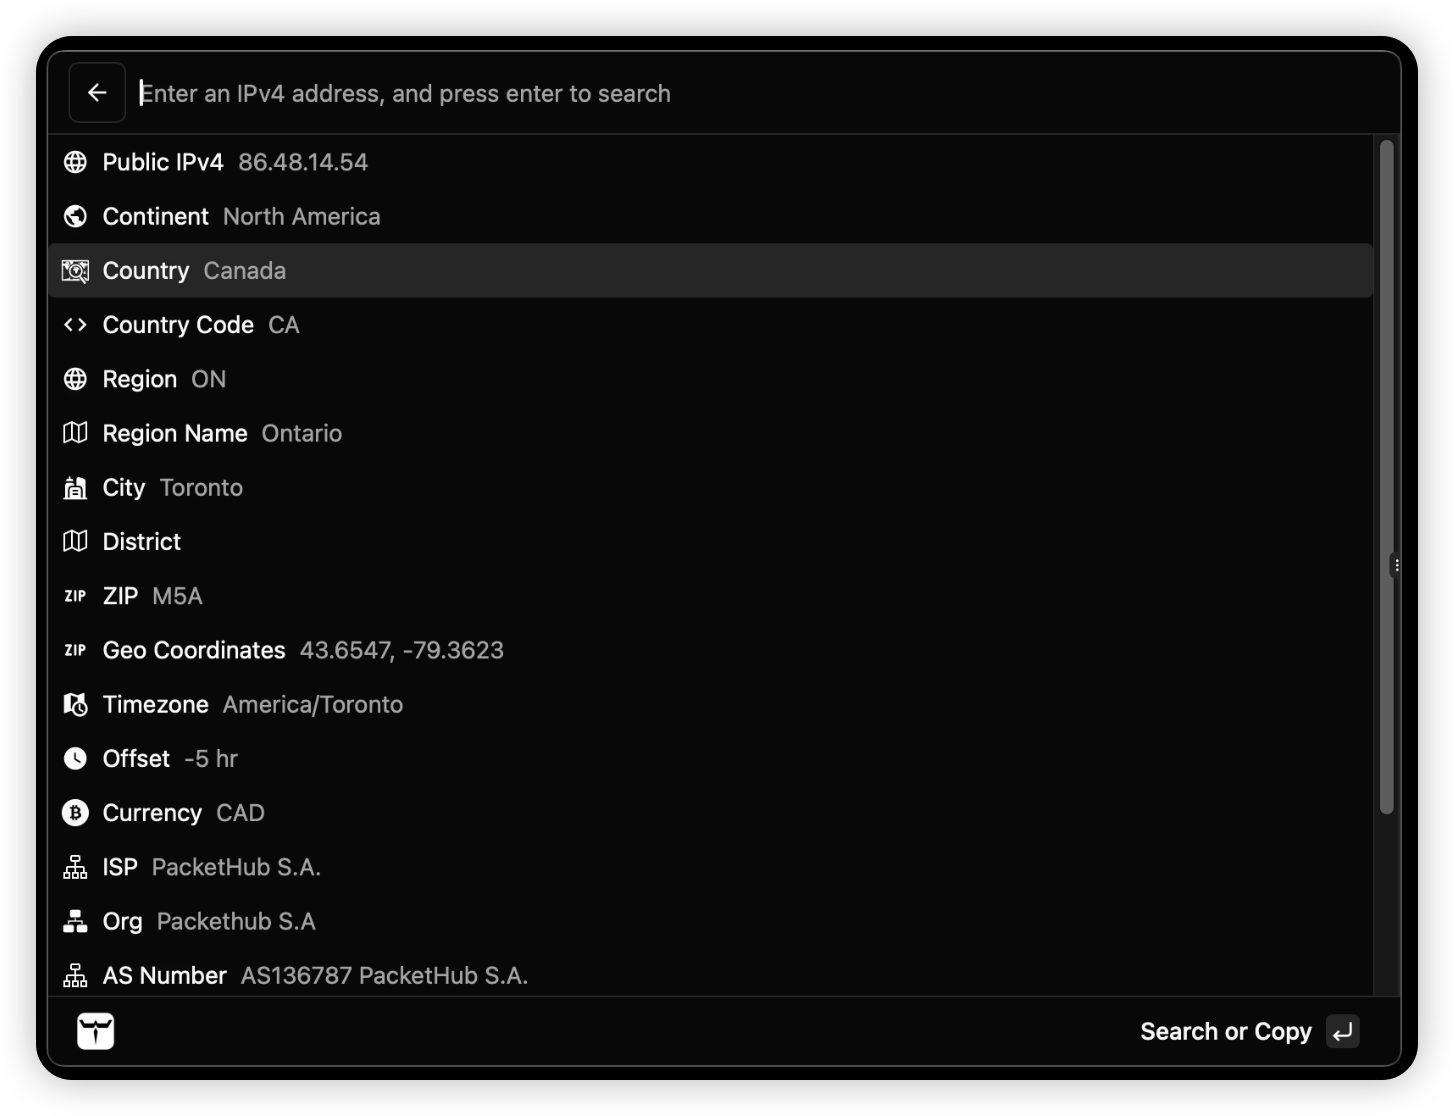 Enter an IPv4 address, and press enter to search
Public IPv4 86.48.14.54
Continent North America
Country Canada
Country Code CA
Region ON
Region Name Ontario
City Toronto
District
ZIP ZIP M5A
ZIP Geo Coordinates 43.6547, -79.3623
Timezone America/Toronto
Offset -5 hr
Currency CAD
ISP PacketHub S.A.
Org Packethub S.A
AS Number AS136787 PacketHub S.A.
Search or Copy